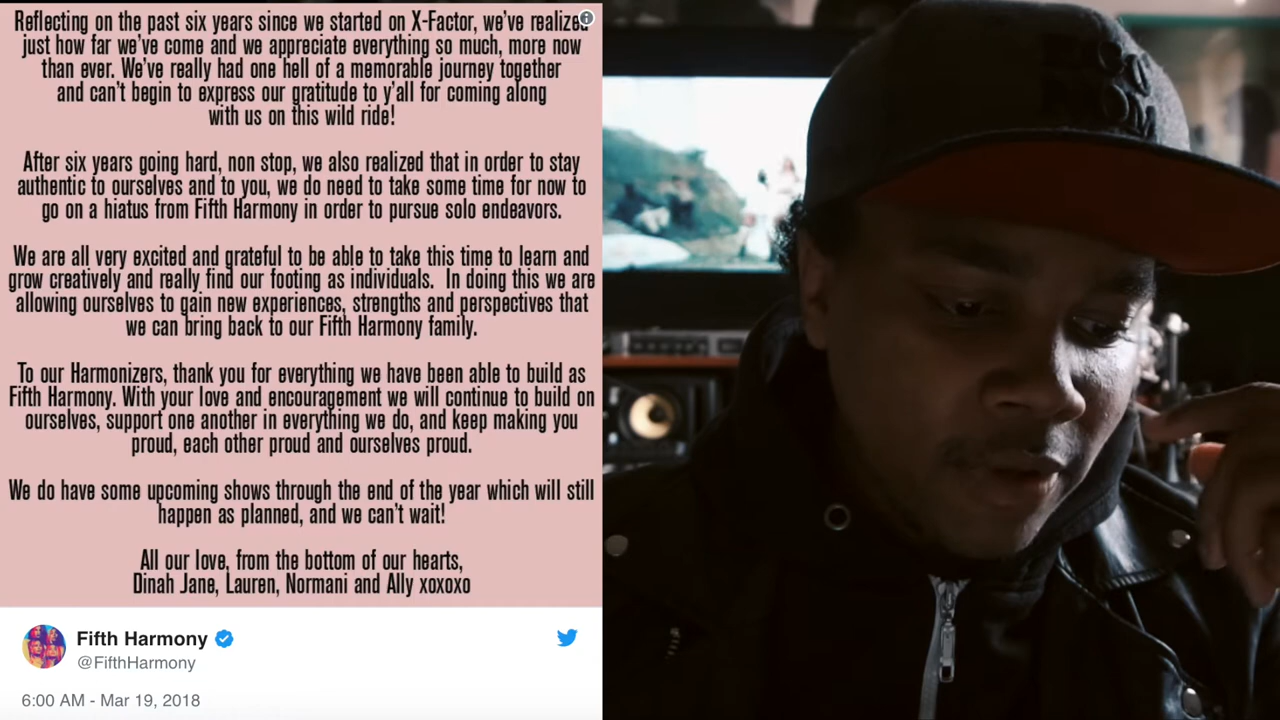 Reflecting on the past six years since we started on X-Factor, we've realized
just how far we've come and we appreciate everything so much, more now
than ever. We've really had one hell of a memorable journey together
and can't begin to express our gratitude to y'all for coming along
with us on this wild ride!
After six years going hard, non stop, we also realized that in order to stay
authentic to ourselves and to you, we do need to take some time for now to
go on a hiatus from Fifth Harmony in order to pursue solo endeavors.
We are all very excited and grateful to be able to take this time to learn and
grow creatively and really find our footing as individuals. In doing this we are
allowing ourselves to gain new experiences, strengths and perspectives that
we can bring back to our Fifth Harmony family.
To our Harmonizers, thank you for everything we have been able to build as
Fifth Harmony. With your love and encouragement we will continue to build on
ourselves, support one another in everything we do, and keep making you
proud, each other proud and ourselves proud.
We do have some upcoming shows through the end of the year which will still
happen as planned, and we can't wait!
All our love, from the bottom of our hearts,
Dinah Jane, Lauren, Normani and Ally xoxoxo
Fifth Harmony
@FifthHarmony
6:00 AM - Mar 19, 2018